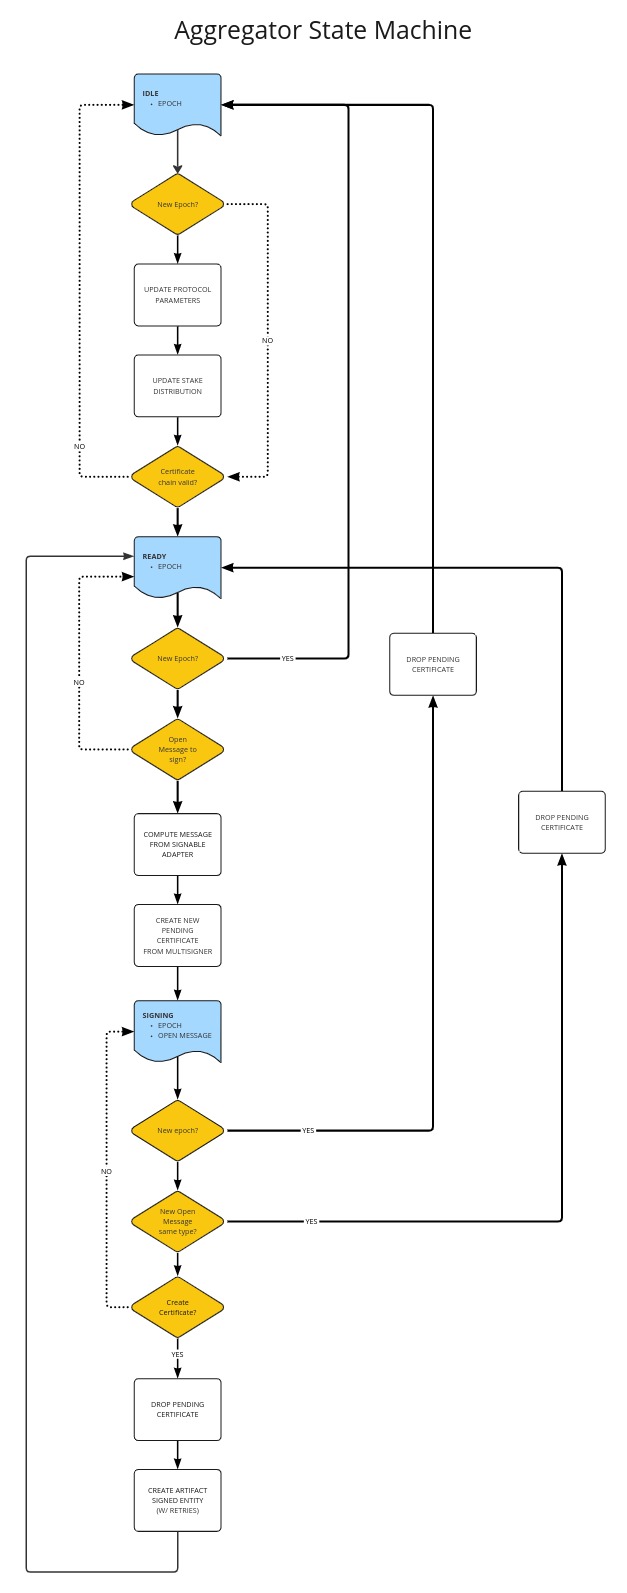 Aggregator State Machine
IDLE
• EPOCH
New Epoch?
UPDATE PROTOCOL
PARAMETERS
NO
UPDATE STAKE
DISTRIBUTION
NO
Certificate
chain valid?
READY
• EPOCH
New Epoch?
YES
DROP PENDING
CERTIFICATE
NO
Open
Message to
sign?
DROP PENDING
CERTIFICATE
COMPUTE MESSAGE
FROM SIGNABLE
ADAPTER
CREATE NEW
PENDING
CERTIFICATE
FROM MULTISIGNER
SIGNING
• EPOCH
• OPEN MESSAGE
New epoch?
YES
NO
New Open
Message
same type?
YES
Create
Certificate?
YES
DROP PENDING
CERTIFICATE
CREATE ARTIFACT
SIGNED ENTITY
(W/ RETRIES)